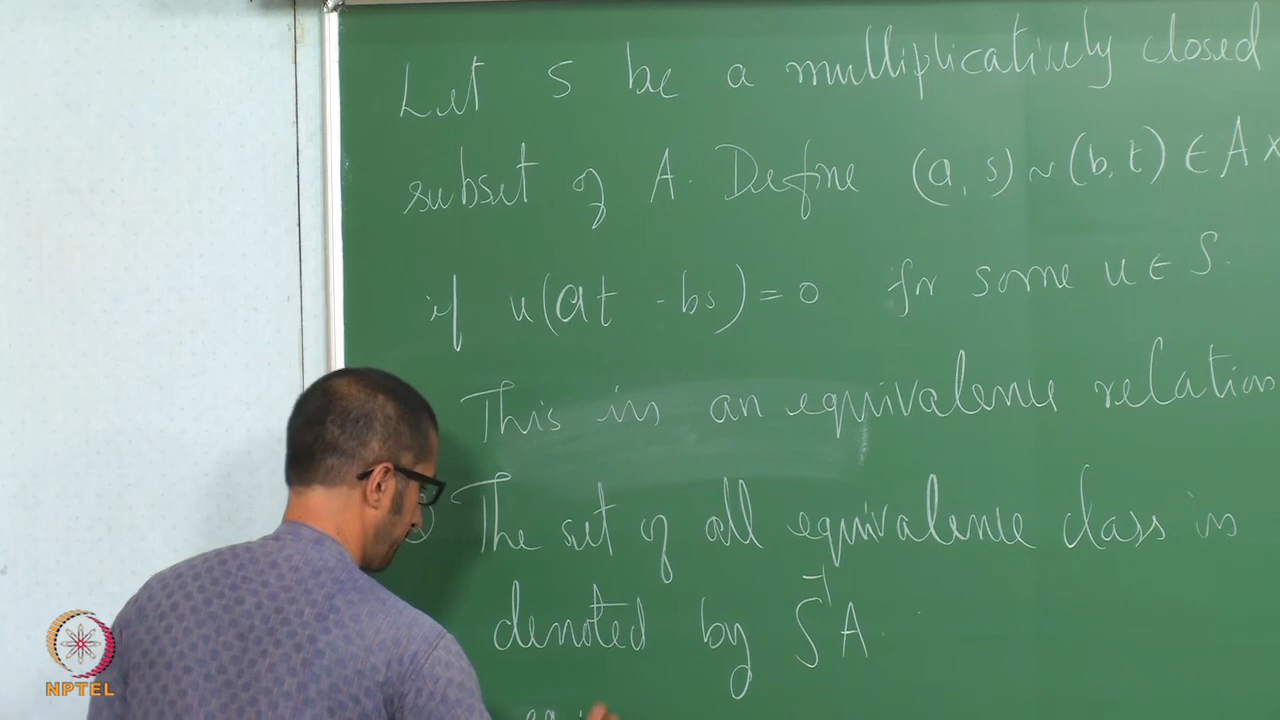 Let S be a multiplicatively closed
subset of A. Define (a, s) ~ (b, t) ∈ A ×
if u(at - bs) = 0 for some u ∈ S.
This is an equivalence relation
The set of all equivalence class is
denoted by S⁻¹A
NPTEL